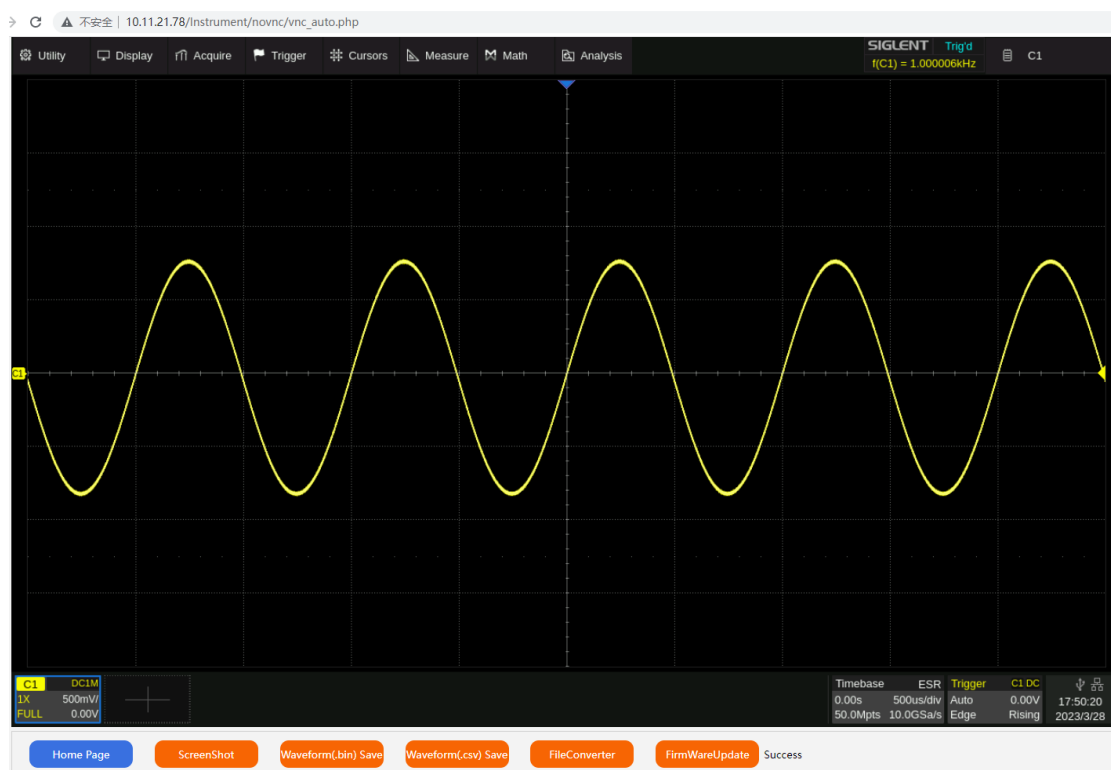 不安全 | 10.11.21.78/Instrument/novnc/vnc_auto.php
Utility Display Acquire Trigger Cursors Measure Math Analysis SIGLENT Trig'd C1
f(C1) = 1.000006kHz
C1
C1 DC1M
1X 500mV/
FULL 0.00V
Timebase ESR Trigger C1 DC
0.00s 500us/div Auto 0.00V
50.0Mpts 10.0GSa/s Edge Rising
17:50:20
2023/3/28
Home Page ScreenShot Waveform(.bin) Save Waveform(.csv) Save FileConverter FirmWareUpdate Success